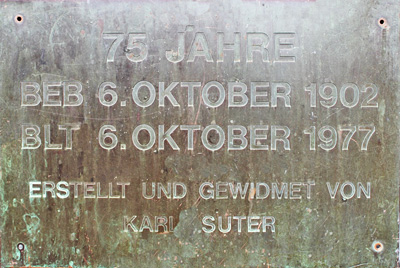 75 JAHRE
BEB 6. OKTOBER 1902
BLT 6. OKTOBER 1977
ERSTELLT UND GEWIDMET VON
KARL SUTER